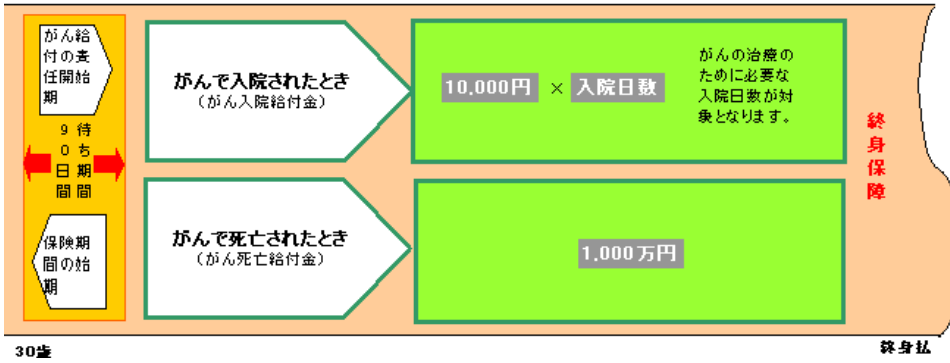 がん給
付の責
任開始
期
待ち期間
90日間
保険期
間の始
期
がんで入院されたとき
（がん入院給付金）
10,000円 × 入院日数
がんの治療の
ために必要な
入院日数が対
象となります。
がんで死亡されたとき
（がん死亡給付金）
1,000万円
終身保障
30歳
終身払